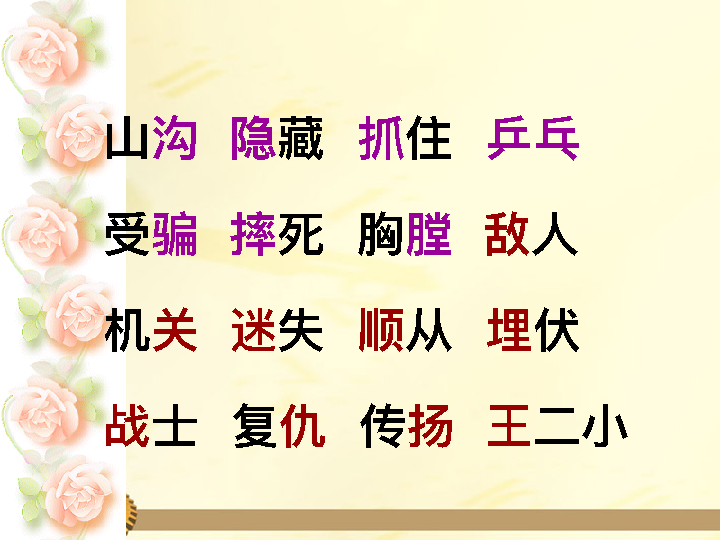 山沟 隐藏 抓住 乒乓
受骗 摔死 胸膛 敌人
机关 迷失 顺从 埋伏
战士 复仇 传扬 王二小